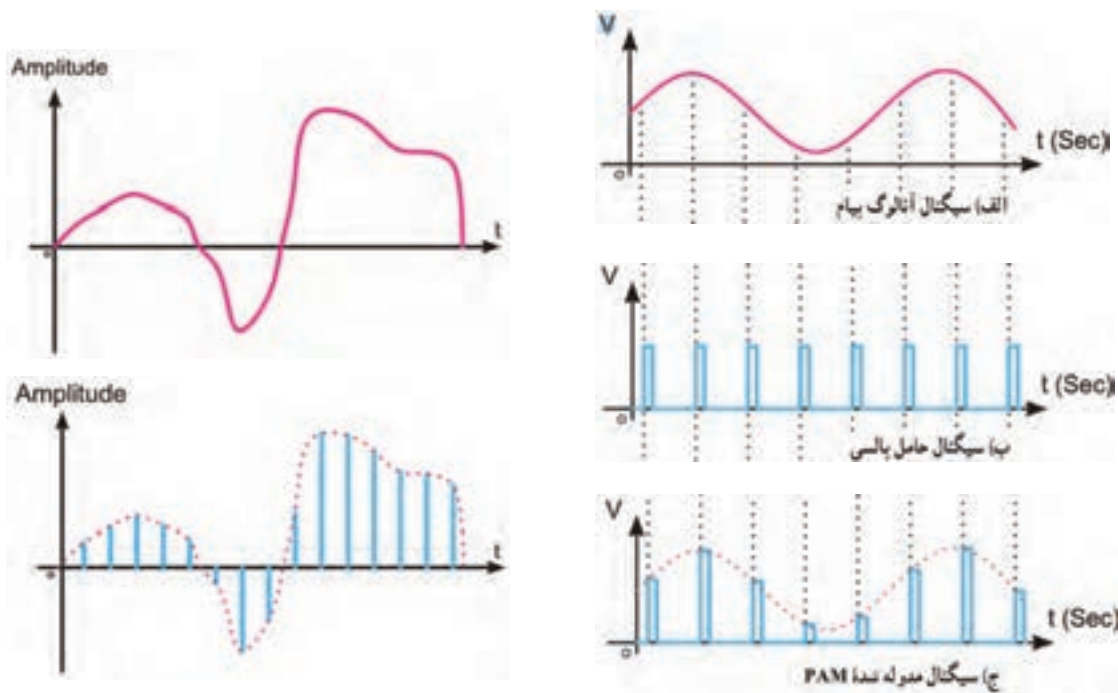 Amplitude
t
o
Amplitude
t
o
V
t (Sec)
o
الف) سیگنال آنالوگ پیام
V
t (Sec)
o
ب) سیگنال حامل پالسی
V
t (Sec)
o
ج) سیگنال مدوله شدهٔ PAM